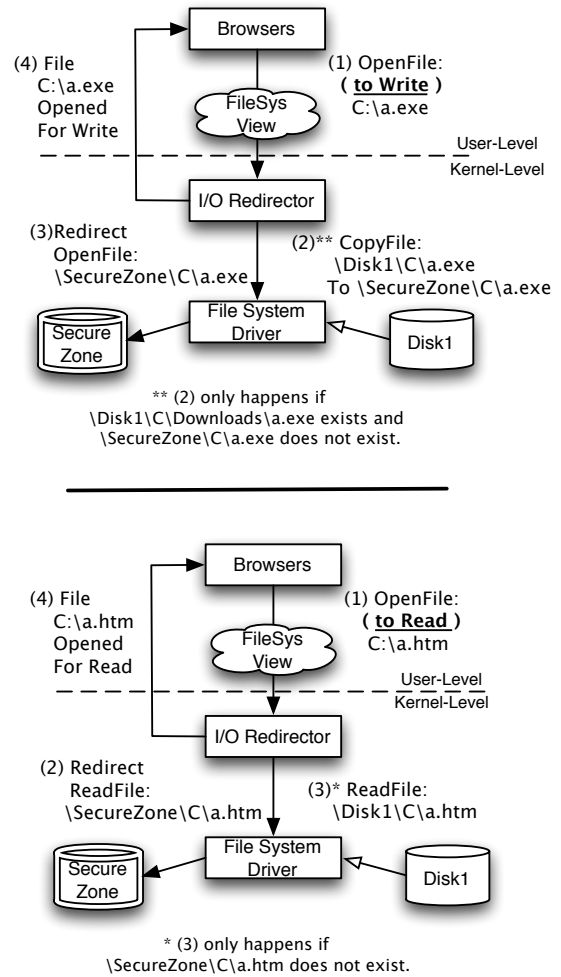 Browsers
(4) File
C:\a.exe
Opened
For Write
(1) OpenFile:
( to Write )
C:\a.exe
FileSys
View
User-Level
Kernel-Level
I/O Redirector
(3)Redirect
OpenFile:
\SecureZone\C\a.exe
(2)** CopyFile:
\Disk1\C\a.exe
To \SecureZone\C\a.exe
File System
Driver
Secure
Zone
Disk1
** (2) only happens if
\Disk1\C\Downloads\a.exe exists and
\SecureZone\C\a.exe does not exist.
Browsers
(4) File
C:\a.htm
Opened
For Read
(1) OpenFile:
( to Read )
C:\a.htm
FileSys
View
User-Level
Kernel-Level
I/O Redirector
(2) Redirect
ReadFile:
\SecureZone\C\a.htm
(3)* ReadFile:
\Disk1\C\a.htm
File System
Driver
Secure
Zone
Disk1
* (3) only happens if
\SecureZone\C\a.htm does not exist.